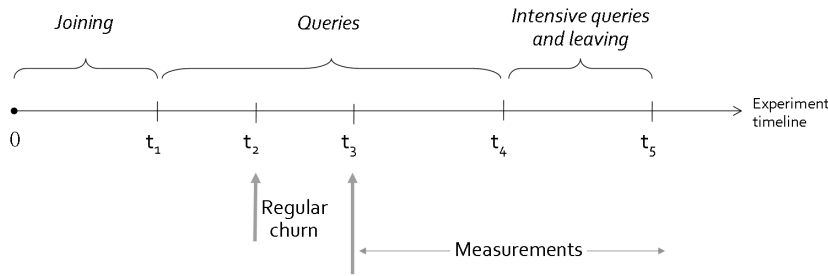 Joining
Queries
Intensive queries
and leaving
Experiment
timeline
0
t₁
t₂
t₃
t₄
t₅
Regular
churn
Measurements